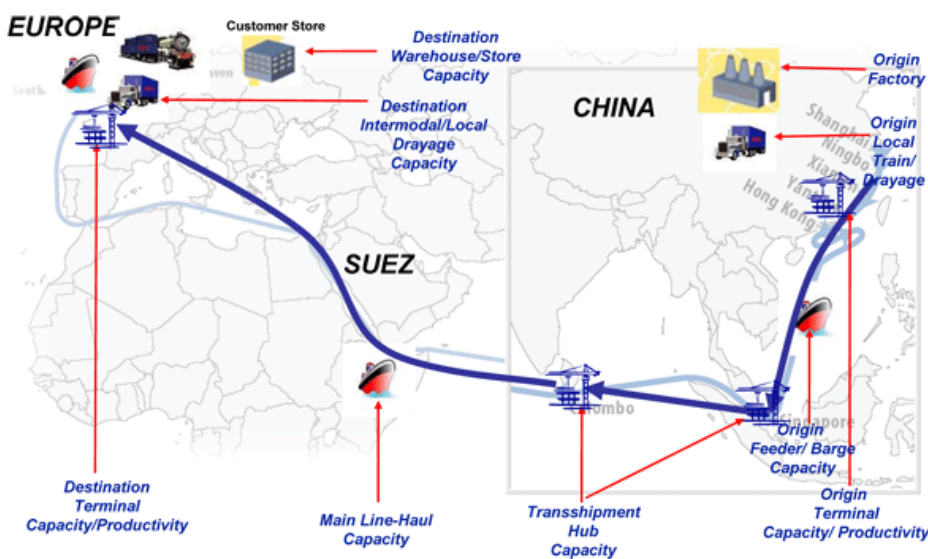 EUROPE
Customer Store
Destination
Warehouse/Store
Capacity
Destination
Intermodal/Local
Drayage
Capacity
CHINA
Origin
Factory
Origin
Local
Train/
Drayage
Shanghai
Ningbo
Hong Kong
SUEZ
Singapore
Origin
Feeder/ Barge
Capacity
Destination
Terminal
Capacity/Productivity
Main Line-Haul
Capacity
Transshipment
Hub
Capacity
Origin
Terminal
Capacity/ Productivity